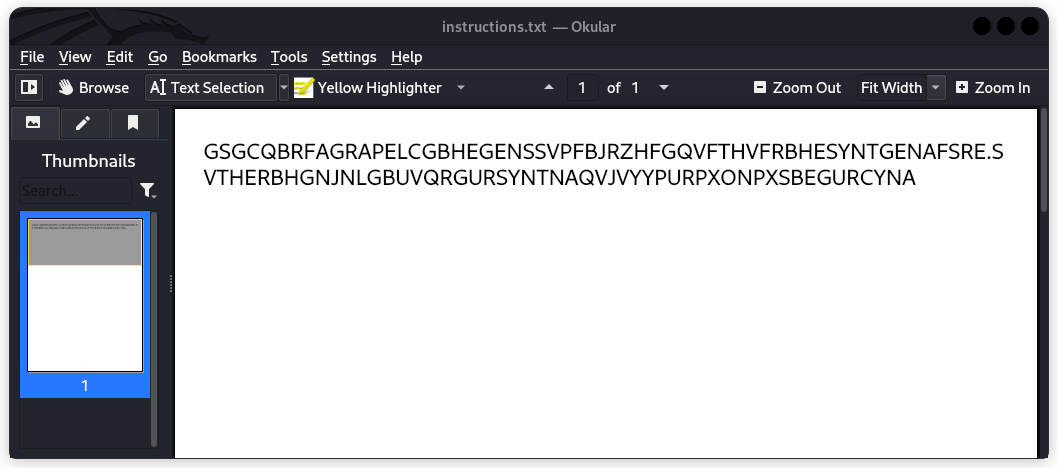 instructions.txt — Okular
File View Edit Go Bookmarks Tools Settings Help
Browse Text Selection Yellow Highlighter 1 of 1 Zoom Out Fit Width Zoom In
Thumbnails
Search...
1
GSGCQBRFAGRAPELCGBHEGENSSVPFBJRZHFGQVFTHVFRBHESYNTGENAFSRE.S
VTHERBHGNJNLGBUVQRGURSYNTNAQVJVYYPURPXONPXSBEGURCYNA